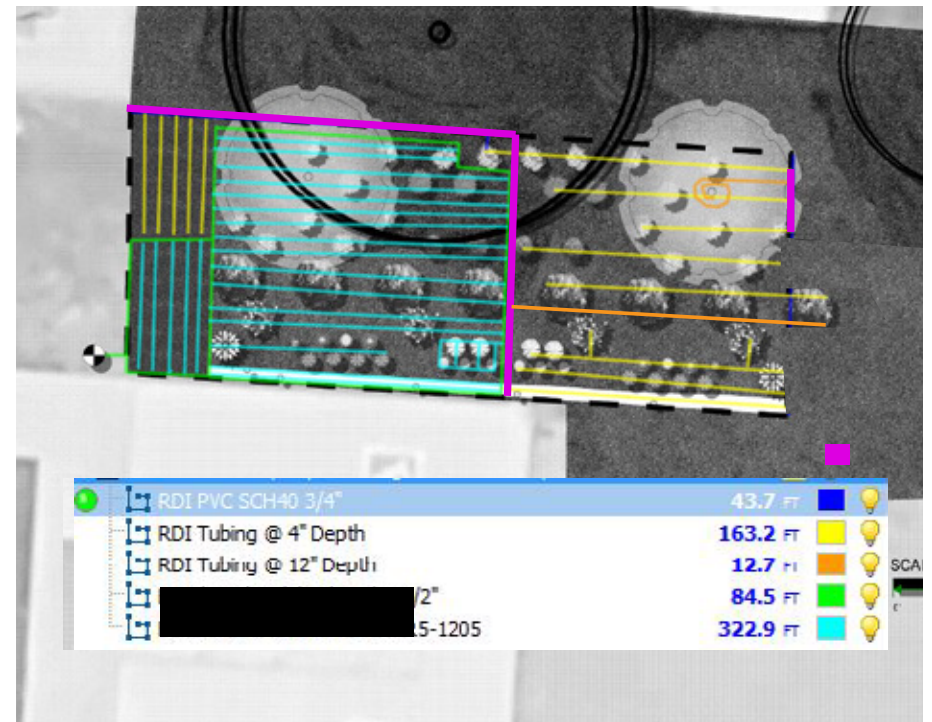 RDI PVC SCH40 3/4" 43.7 FT
RDI Tubing @ 4" Depth 163.2 FT
RDI Tubing @ 12" Depth 12.7 FT
/2" 84.5 FT
5-1205 322.9 FT
SCA